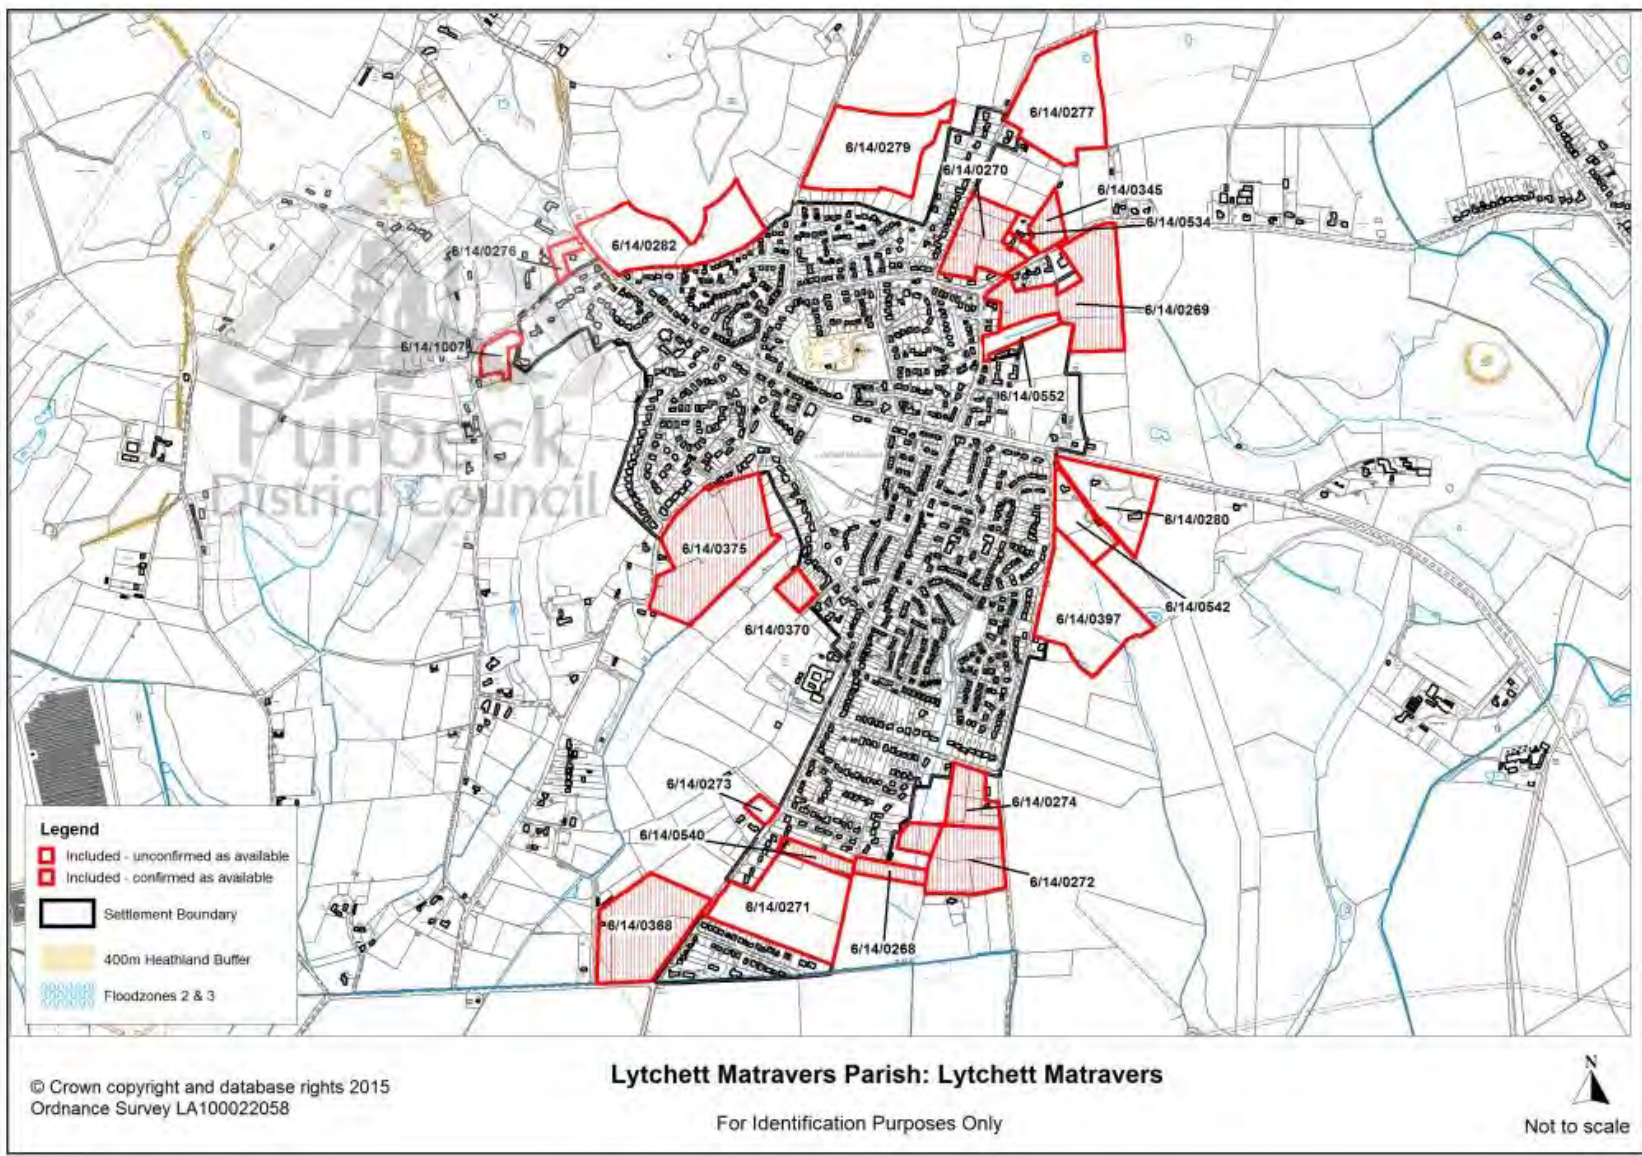 6/14/0277
6/14/0279
6/14/0270
6/14/0345
6/14/0534
6/14/0282
6/14/0276
6/14/0269
6/14/1007
6/14/0552
Purbeck
District Council
6/14/0280
6/14/0375
6/14/0542
6/14/0397
6/14/0370
6/14/0273
6/14/0274
6/14/0540
6/14/0272
6/14/0271
6/14/0368
6/14/0268
Legend
Included - unconfirmed as available
Included - confirmed as available
Settlement Boundary
400m Heathland Buffer
Floodzones 2 & 3
© Crown copyright and database rights 2015
Ordnance Survey LA100022058
Lytchett Matravers Parish: Lytchett Matravers
For Identification Purposes Only
N
Not to scale